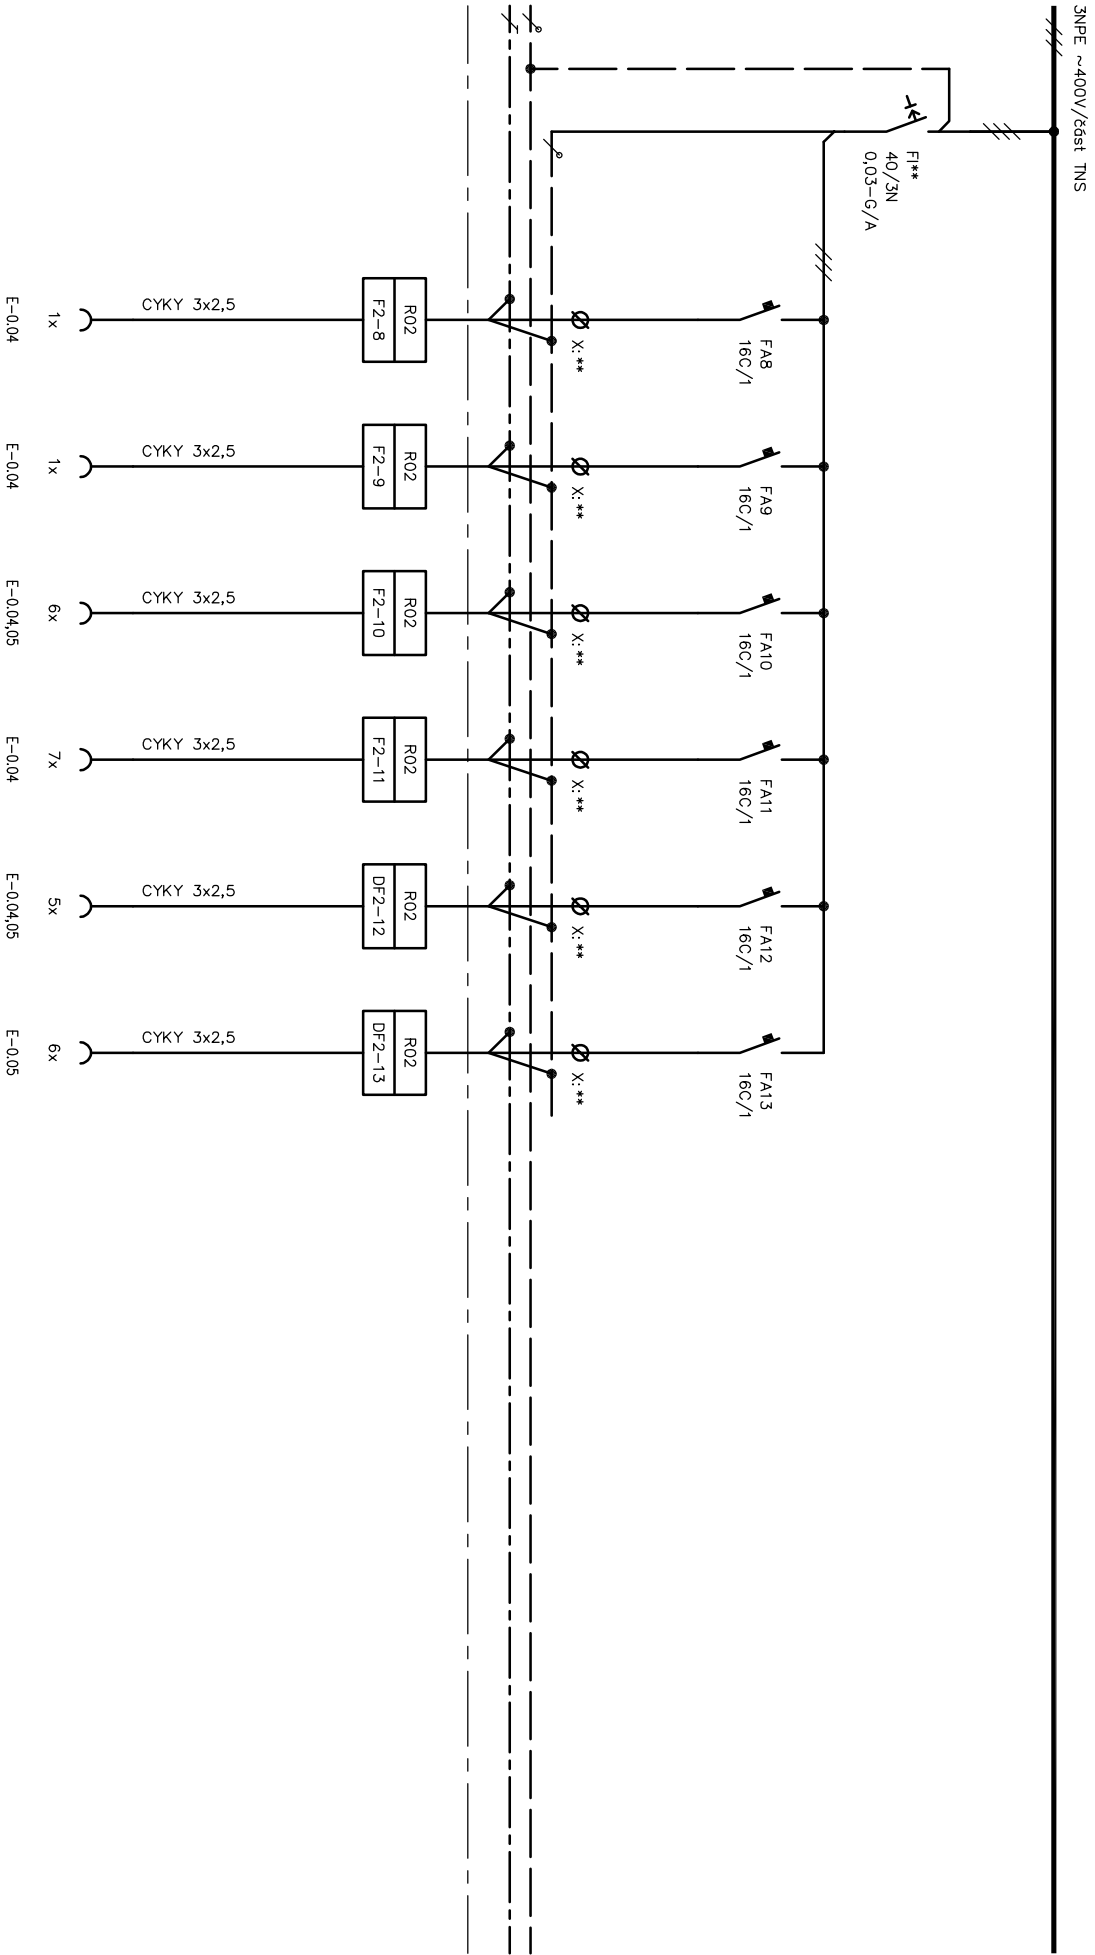 3NPE ~400V/část TNS
FI**
40/3N
0,03-G/A
FA8
16C/1
X:**
R02
F2-8
CYKY 3x2,5
1x
E-0.04
FA9
16C/1
X:**
R02
F2-9
CYKY 3x2,5
1x
E-0.04
FA10
16C/1
X:**
R02
F2-10
CYKY 3x2,5
6x
E-0.04,05
FA11
16C/1
X:**
R02
F2-11
CYKY 3x2,5
7x
E-0.04
FA12
16C/1
X:**
R02
DF2-12
CYKY 3x2,5
5x
E-0.04,05
FA13
16C/1
X:**
R02
DF2-13
CYKY 3x2,5
6x
E-0.05